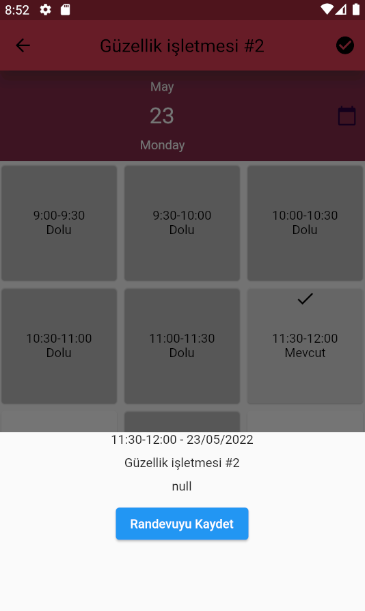 8:52
Güzellik işletmesi #2
May
23
Monday
9:00-9:30
Dolu
9:30-10:00
Dolu
10:00-10:30
Dolu
10:30-11:00
Dolu
11:00-11:30
Dolu
11:30-12:00
Mevcut
11:30-12:00 - 23/05/2022
Güzellik işletmesi #2
null
Randevuyu Kaydet